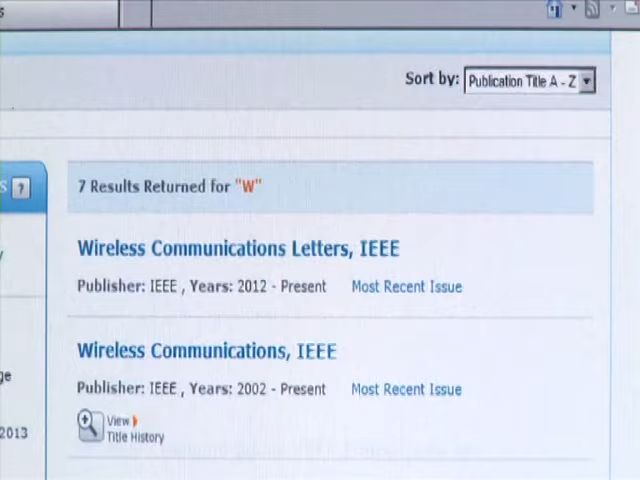 Sort by: Publication Title A - Z
?
7 Results Returned for "W"
Wireless Communications Letters, IEEE
Publisher: IEEE , Years: 2012 - Present Most Recent Issue
Wireless Communications, IEEE
Publisher: IEEE , Years: 2002 - Present Most Recent Issue
View
Title History
2013